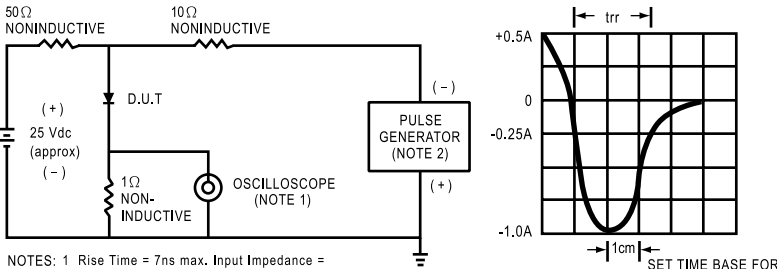 50Ω
NONINDUCTIVE
10Ω
NONINDUCTIVE
(+)
25 Vdc
(approx)
(-)
D.U.T
1Ω
NON-
INDUCTIVE
OSCILLOSCOPE
(NOTE 1)
(-)
PULSE
GENERATOR
(NOTE 2)
(+)
trr
+0.5A
0
-0.25A
-1.0A
1cm
SET TIME BASE FOR
NOTES: 1 Rise Time = 7ns max. Input Impedance =